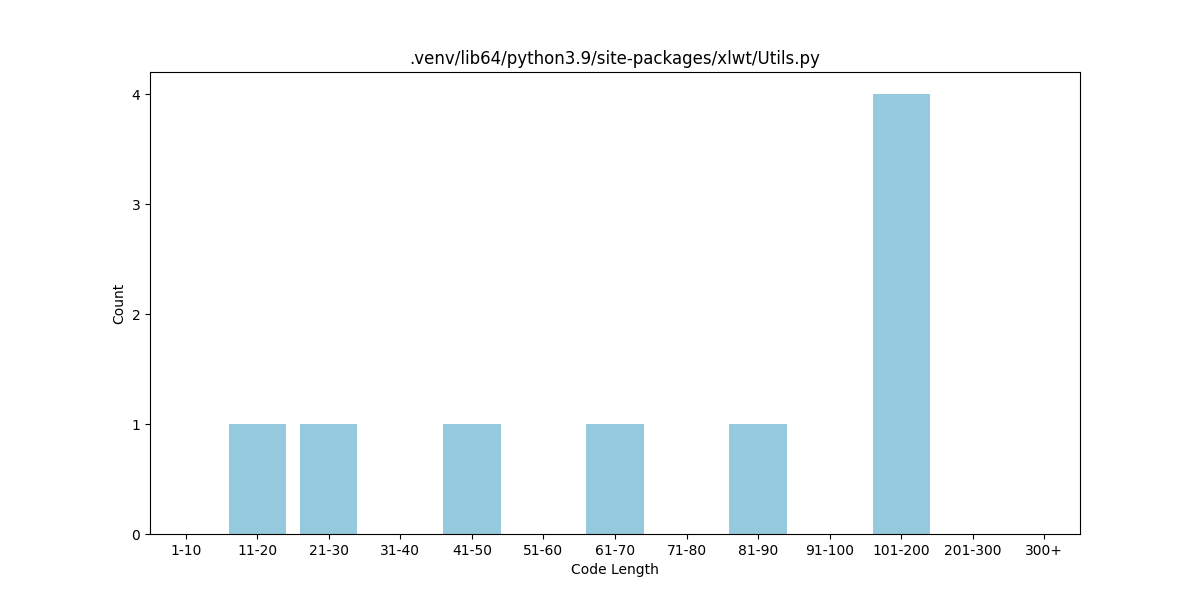 .venv/lib64/python3.9/site-packages/xlwt/Utils.py
4
3
2
1
0
Count
1-10 11-20 21-30 31-40 41-50 51-60 61-70 71-80 81-90 91-100 101-200 201-300 300+
Code Length